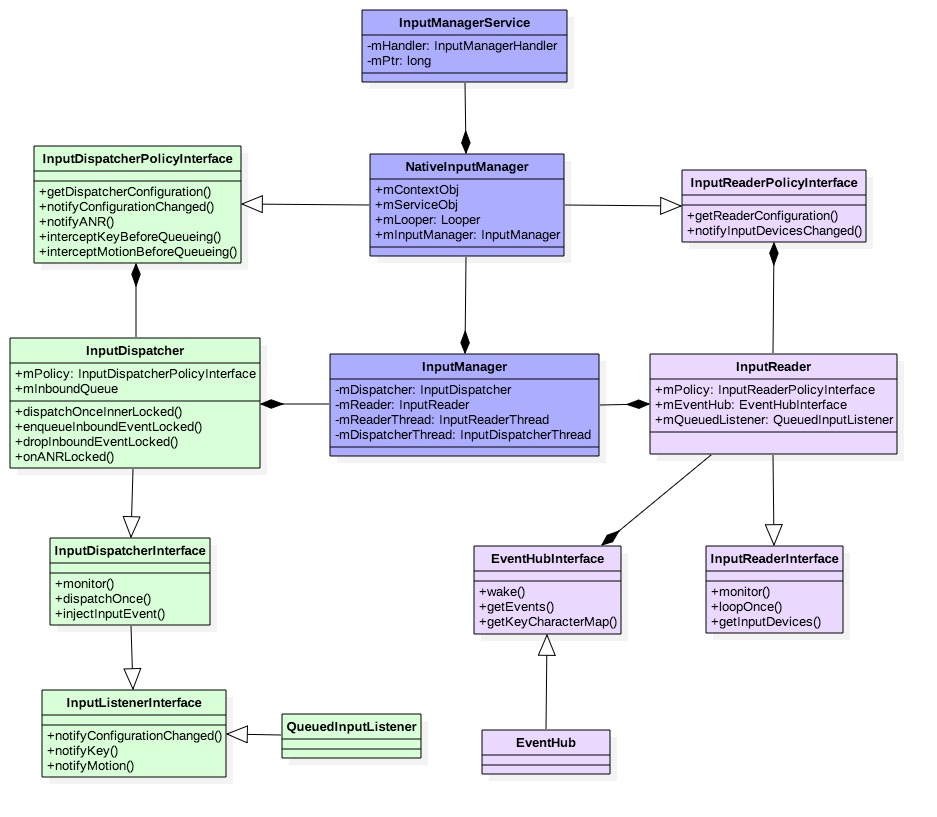 InputManagerService
-mHandler: InputManagerHandler
-mPtr: long
InputDispatcherPolicyInterface
+getDispatcherConfiguration()
+notifyConfigurationChanged()
+notifyANR()
+interceptKeyBeforeQueueing()
+interceptMotionBeforeQueueing()
NativeInputManager
+mContextObj
+mServiceObj
+mLooper: Looper
+mInputManager: InputManager
InputReaderPolicyInterface
+getReaderConfiguration()
+notifyInputDevicesChanged()
InputDispatcher
+mPolicy: InputDispatcherPolicyInterface
+mInboundQueue
+dispatchOnceInnerLocked()
+enqueueInboundEventLocked()
+dropInboundEventLocked()
+onANRLocked()
InputManager
-mDispatcher: InputDispatcher
-mReader: InputReader
-mReaderThread: InputReaderThread
-mDispatcherThread: InputDispatcherThread
InputReader
+mPolicy: InputReaderPolicyInterface
+mEventHub: EventHubInterface
+mQueuedListener: QueuedInputListener
InputDispatcherInterface
+monitor()
+dispatchOnce()
+injectInputEvent()
EventHubInterface
+wake()
+getEvents()
+getKeyCharacterMap()
InputReaderInterface
+monitor()
+loopOnce()
+getInputDevices()
InputListenerInterface
+notifyConfigurationChanged()
+notifyKey()
+notifyMotion()
QueuedInputListener
EventHub